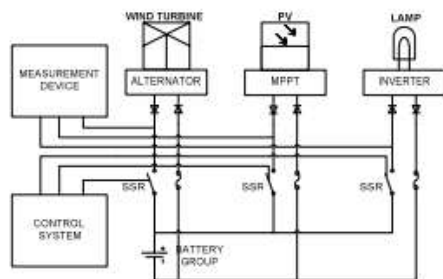 WIND TURBINE
PV
LAMP
MEASUREMENT
DEVICE
ALTERNATOR
MPPT
INVERTER
SSR
SSR
SSR
CONTROL
SYSTEM
BATTERY
GROUP